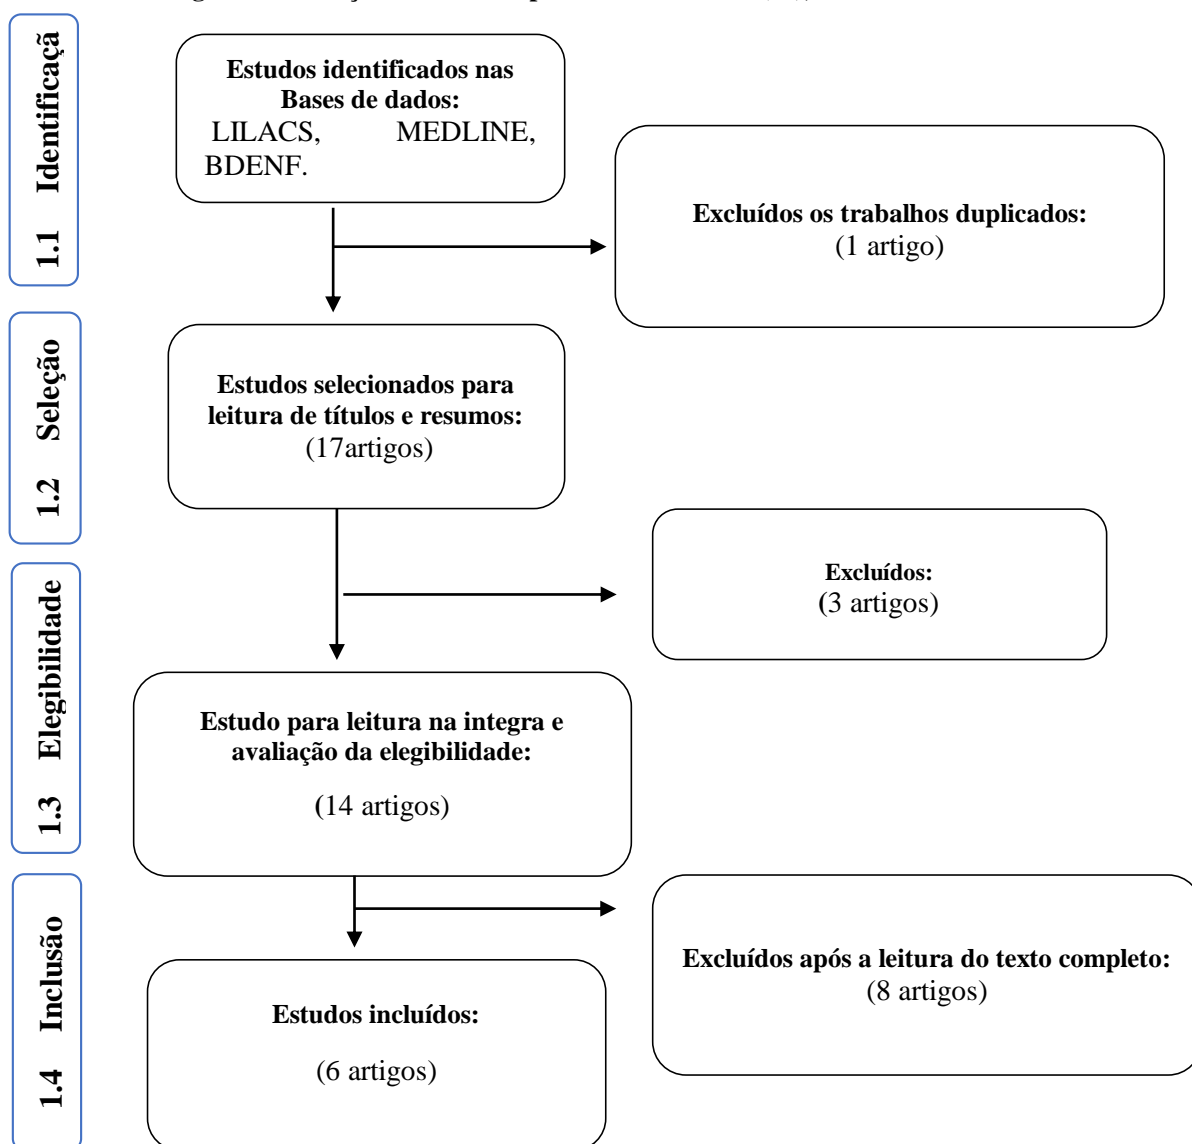 1.1 Identificaçã
Estudos identificados nas
Bases de dados:
LILACS, MEDLINE,
BDENF.
Excluídos os trabalhos duplicados:
(1 artigo)
1.2 Seleção
Estudos selecionados para
leitura de títulos e resumos:
(17artigos)
Excluídos:
(3 artigos)
1.3 Elegibilidade
Estudo para leitura na integra e
avaliação da elegibilidade:
(14 artigos)
1.4 Inclusão
Excluídos após a leitura do texto completo:
(8 artigos)
Estudos incluídos:
(6 artigos)